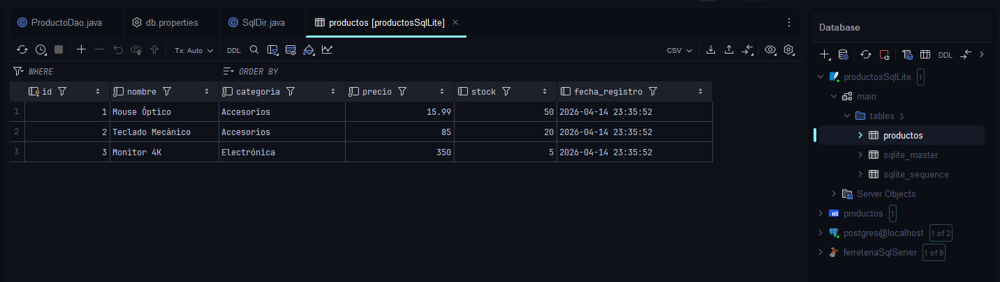 ProductoDao.java db.properties SqlDir.java productos [productosSqlLite]
Database
Tx: Auto DDL CSV
DDL
WHERE ORDER BY
id nombre categoria precio stock fecha_registro
1 1 Mouse Óptico Accesorios 15.99 50 2026-04-14 23:35:52
2 2 Teclado Mecánico Accesorios 85 20 2026-04-14 23:35:52
3 3 Monitor 4K Electrónica 350 5 2026-04-14 23:35:52
productosSqlLite 1
main
tables 3
productos
sqlite_master
sqlite_sequence
Server Objects
H2 productos 1
postgres@localhost 1 of 2
ferreteriaSqlServer 1 of 9